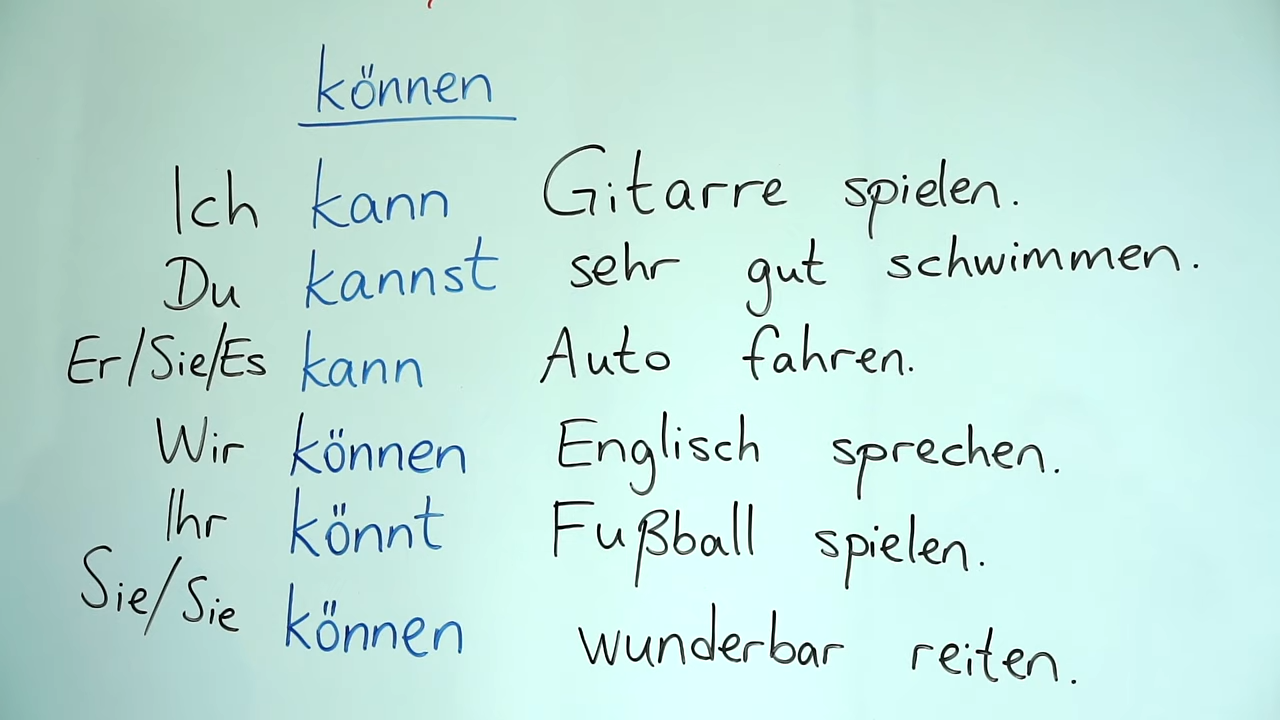 können
Ich kann Gitarre spielen.
Du kannst sehr gut schwimmen.
Er/Sie/Es kann Auto fahren.
Wir können Englisch sprechen.
Ihr könnt Fußball spielen.
Sie/Sie können wunderbar reiten.